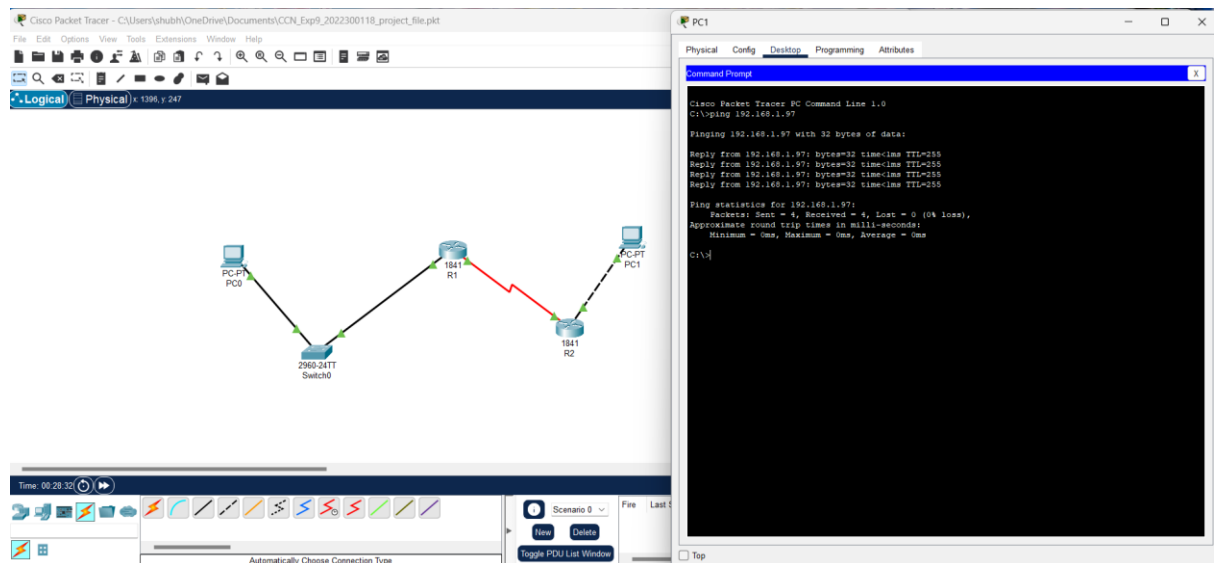 Cisco Packet Tracer - C:\Users\shubh\OneDrive\Documents\CCN_Exp9_2022300118_project_file.pkt
File Edit Options View Tools Extensions Window Help
Logical Physical x: 1396, y: 247
PC-PT
PC0
2960-24TT
Switch0
1841
R1
1841
R2
PC-PT
PC1
Time: 00:28:32
Automatically Choose Connection Type
Scenario 0
New Delete
Toggle PDU List Window
Fire Last
PC1
Physical Config Desktop Programming Attributes
Command Prompt
X
Cisco Packet Tracer PC Command Line 1.0
C:\>ping 192.168.1.97
Pinging 192.168.1.97 with 32 bytes of data:
Reply from 192.168.1.97: bytes=32 time<1ms TTL=255
Reply from 192.168.1.97: bytes=32 time<1ms TTL=255
Reply from 192.168.1.97: bytes=32 time<1ms TTL=255
Reply from 192.168.1.97: bytes=32 time<1ms TTL=255
Ping statistics for 192.168.1.97:
Packets: Sent = 4, Received = 4, Lost = 0 (0% loss),
Approximate round trip times in milli-seconds:
Minimum = 0ms, Maximum = 0ms, Average = 0ms
C:\>
Top